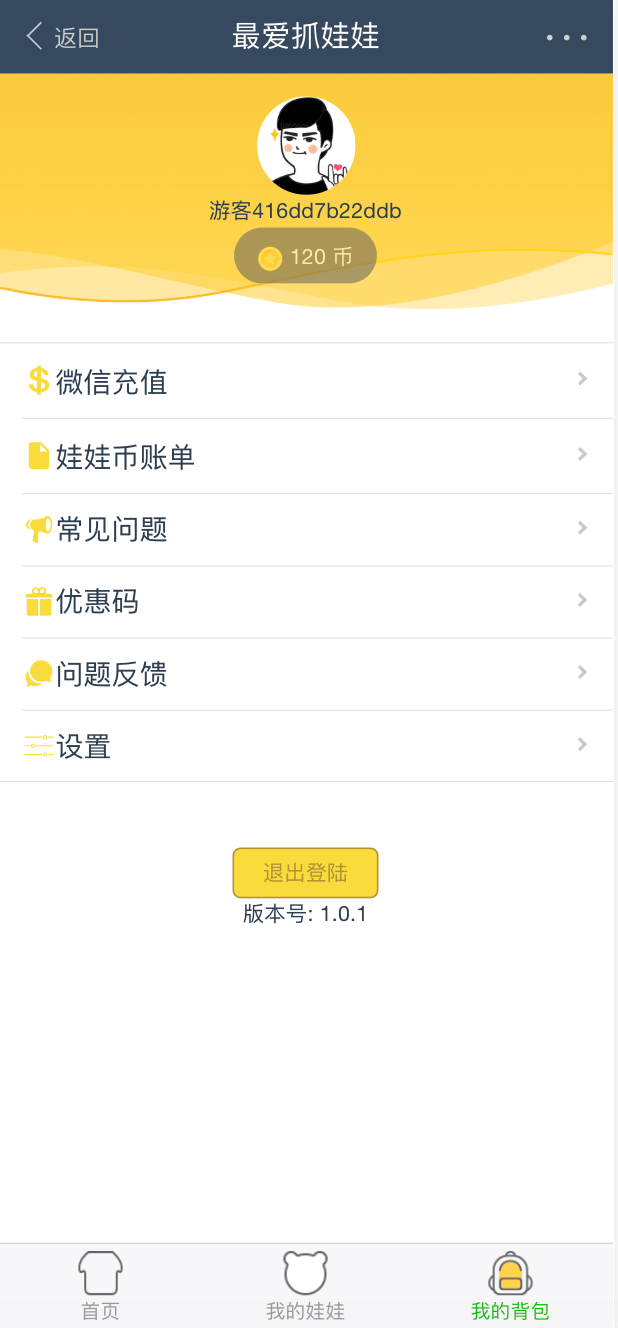 返回
最爱抓娃娃
游客416dd7b22ddb
120 币
微信充值
娃娃币账单
常见问题
优惠码
问题反馈
设置
退出登陆
版本号: 1.0.1
首页
我的娃娃
我的背包